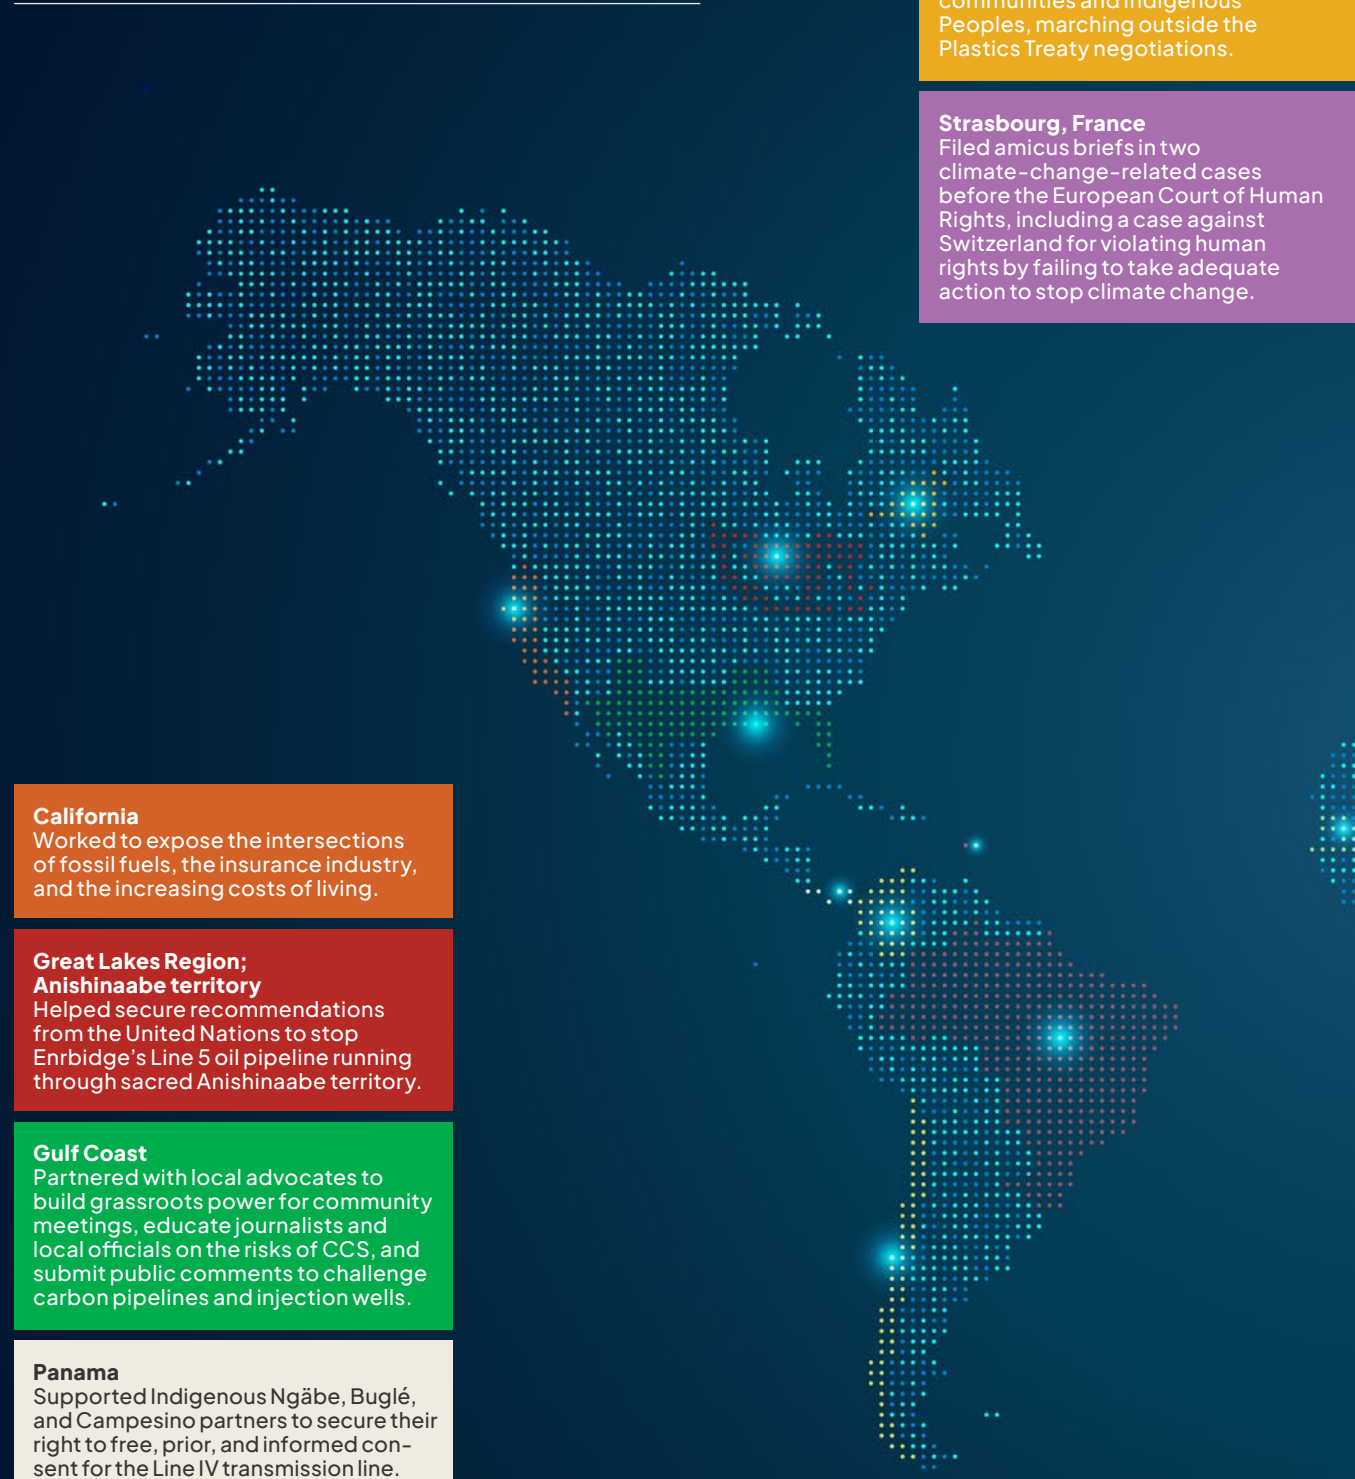 communities and Indigenous
Peoples, marching outside the
Plastics Treaty negotiations.
Strasbourg, France
Filed amicus briefs in two
climate-change-related cases
before the European Court of Human
Rights, including a case against
Switzerland for violating human
rights by failing to take adequate
action to stop climate change.
California
Worked to expose the intersections
of fossil fuels, the insurance industry,
and the increasing costs of living.
Great Lakes Region;
Anishinaabe territory
Helped secure recommendations
from the United Nations to stop
Enrbidge's Line 5 oil pipeline running
through sacred Anishinaabe territory.
Gulf Coast
Partnered with local advocates to
build grassroots power for community
meetings, educate journalists and
local officials on the risks of CCS, and
submit public comments to challenge
carbon pipelines and injection wells.
Panama
Supported Indigenous Ngäbe, Buglé,
and Campesino partners to secure their
right to free, prior, and informed con-
sent for the Line IV transmission line.